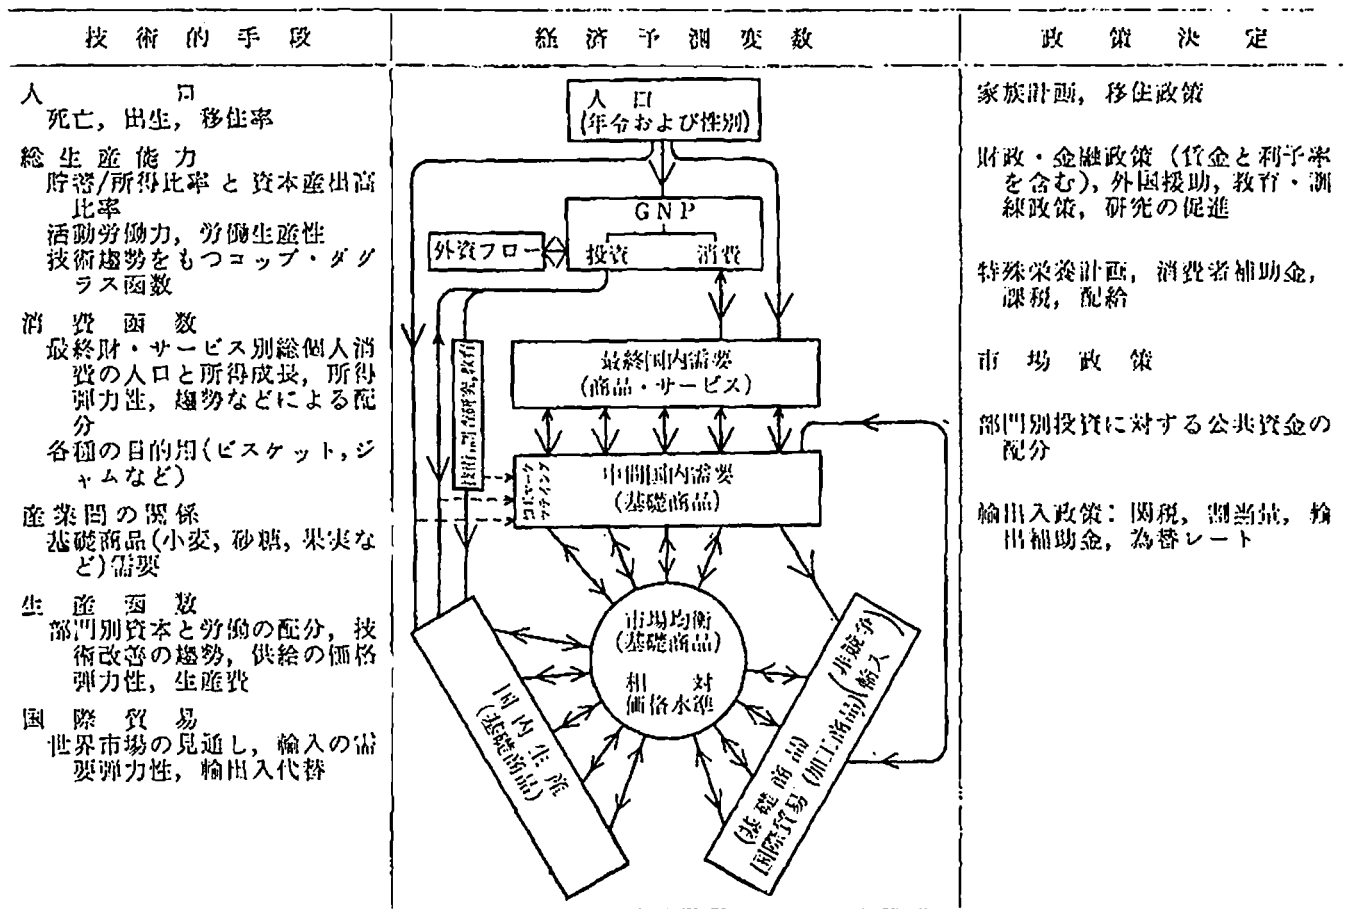 技術的手段
経済予測変数
政策決定
人口
死亡, 出生, 移住率
総生産能力
貯蓄/所得比率 と 資本産出高
比率
活動労働力, 労働生産性
技術趨勢をもつコッブ・ダグ
ラス函数
消費函数
最終財・サービス別総個人消
費の人口と所得成長, 所得
弾力性, 趨勢などによる配
分
各種の目的用(ビスケット, ジ
ャムなど)
産業間の関係
基礎商品(小麦, 砂糖, 果実な
ど)需要
生産函数
部門別資本と労働の配分, 技
術改善の趨勢, 供給の価格
弾力性, 生産費
国際貿易
世界市場の見通し, 輸入の需
要弾力性, 輸出入代替
人口
(年令および性別)
GNP
外資フロー
投資 消費
最終国内需要
(商品・サービス)
中間国内需要
(基礎商品)
市場均衡
(基礎商品)
相対
価格水準
国内生産
(基礎商品)
(非競争)
輸入
(加工商品)
(基礎商品)
国際貿易
家族計画, 移住政策
財政・金融政策 (賃金と利子率
を含む), 外国援助, 教育・訓
練政策, 研究の促進
特殊栄養計画, 消費者補助金,
課税, 配給
市場政策
部門別投資に対する公共資金の
配分
輸出入政策: 関税, 割当量, 輸
出補助金, 為替レート